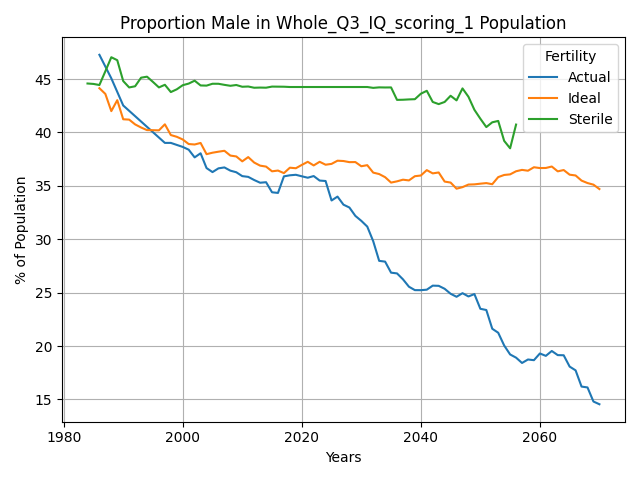 Proportion Male in Whole_Q3_IQ_scoring_1 Population
Fertility
Actual
Ideal
Sterile
% of Population
45
40
35
30
25
20
15
1980
2000
2020
2040
2060
Years